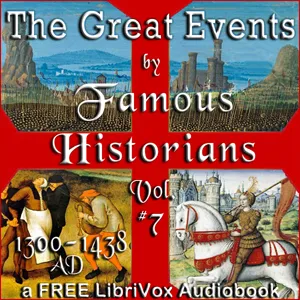 The Great Events
by
Famous
Historians
Vol.
#7
1300-1438
AD
a FREE LibriVox Audiobook